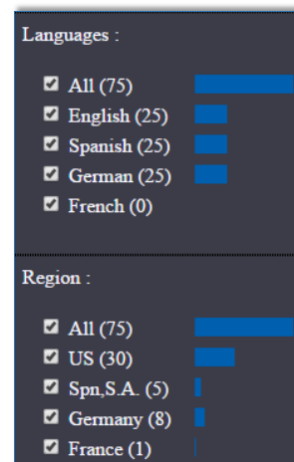 Languages :
All (75)
English (25)
Spanish (25)
German (25)
French (0)
Region :
All (75)
US (30)
Spn,S.A. (5)
Germany (8)
France (1)